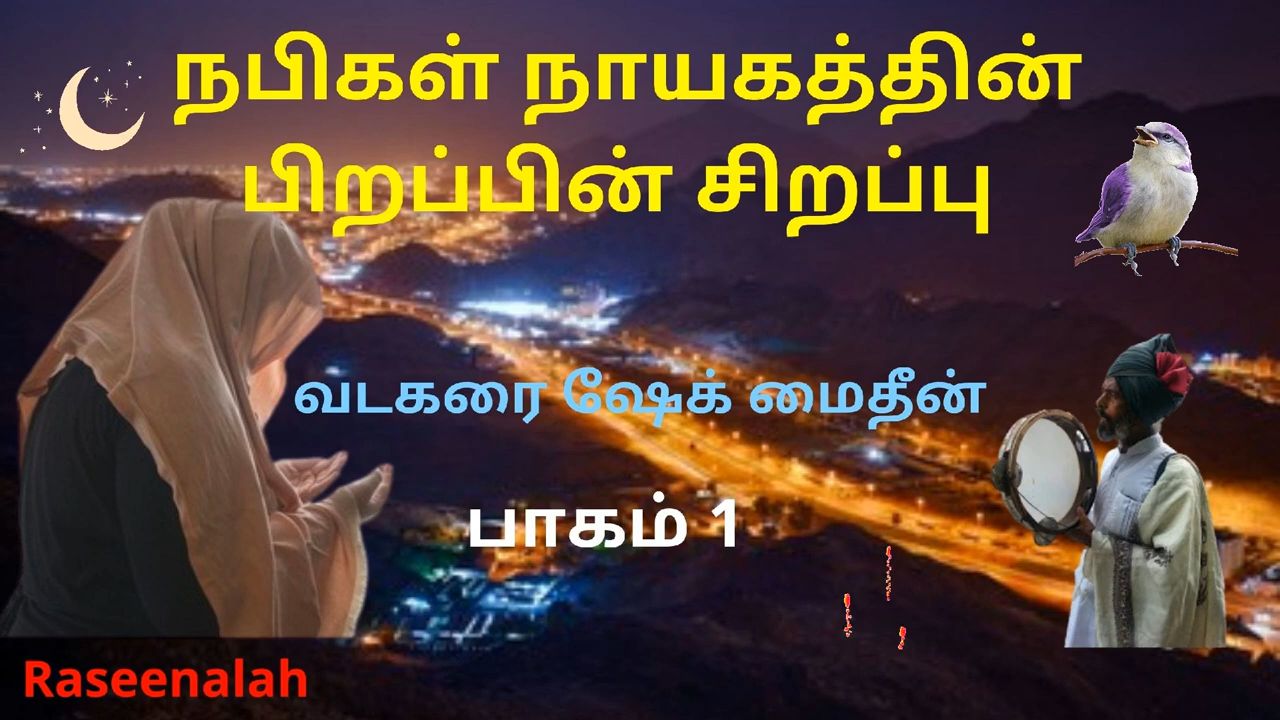 நபிகள் நாயகத்தின்
பிறப்பின் சிறப்பு
வடகரை ஷேக் மைதீன்
பாகம் 1
Raseenalah